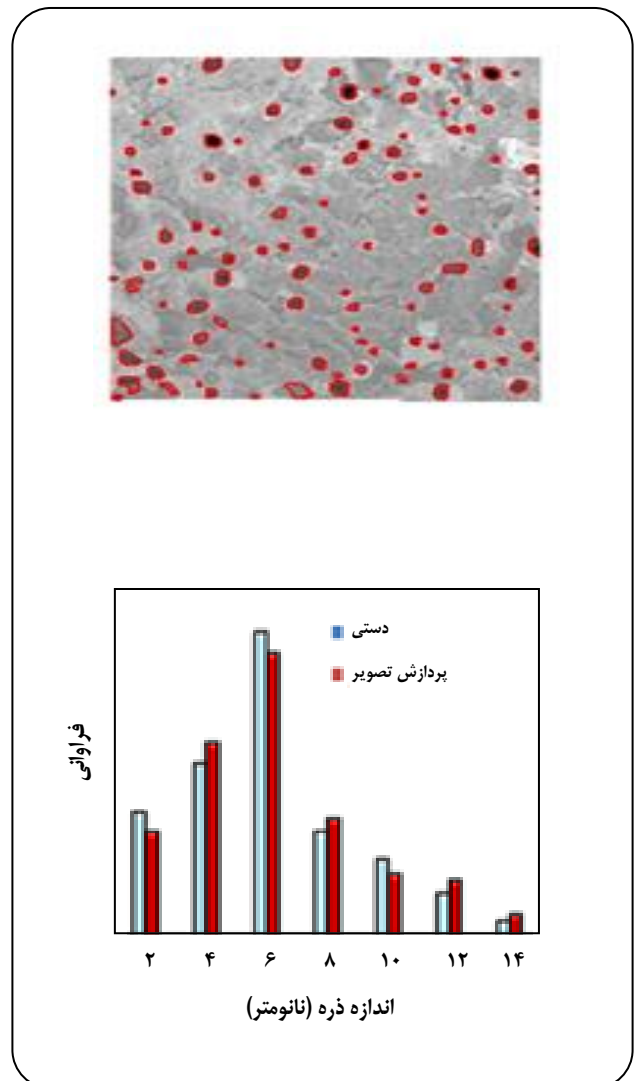 دستی
پردازش تصویر
فراوانی
۲ ۴ ۶ ۸ ۱۰ ۱۲ ۱۴
اندازه ذره (نانومتر)